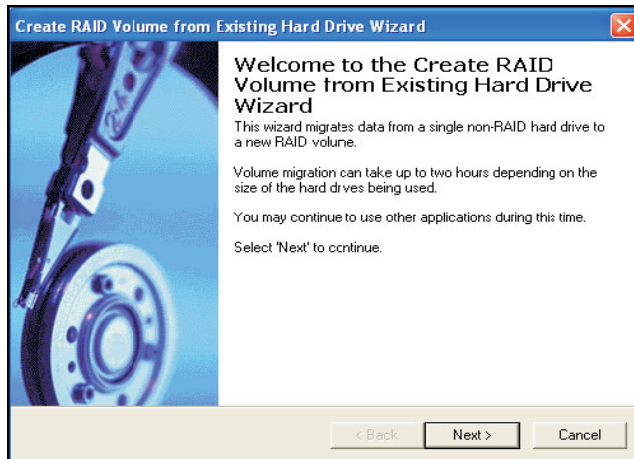 Create RAID Volume from Existing Hard Drive Wizard
Welcome to the Create RAID
Volume from Existing Hard Drive
Wizard
This wizard migrates data from a single non-RAID hard drive to
a new RAID volume.
Volume migration can take up to two hours depending on the
size of the hard drives being used.
You may continue to use other applications during this time.
Select 'Next' to continue.
< Back
Next >
Cancel